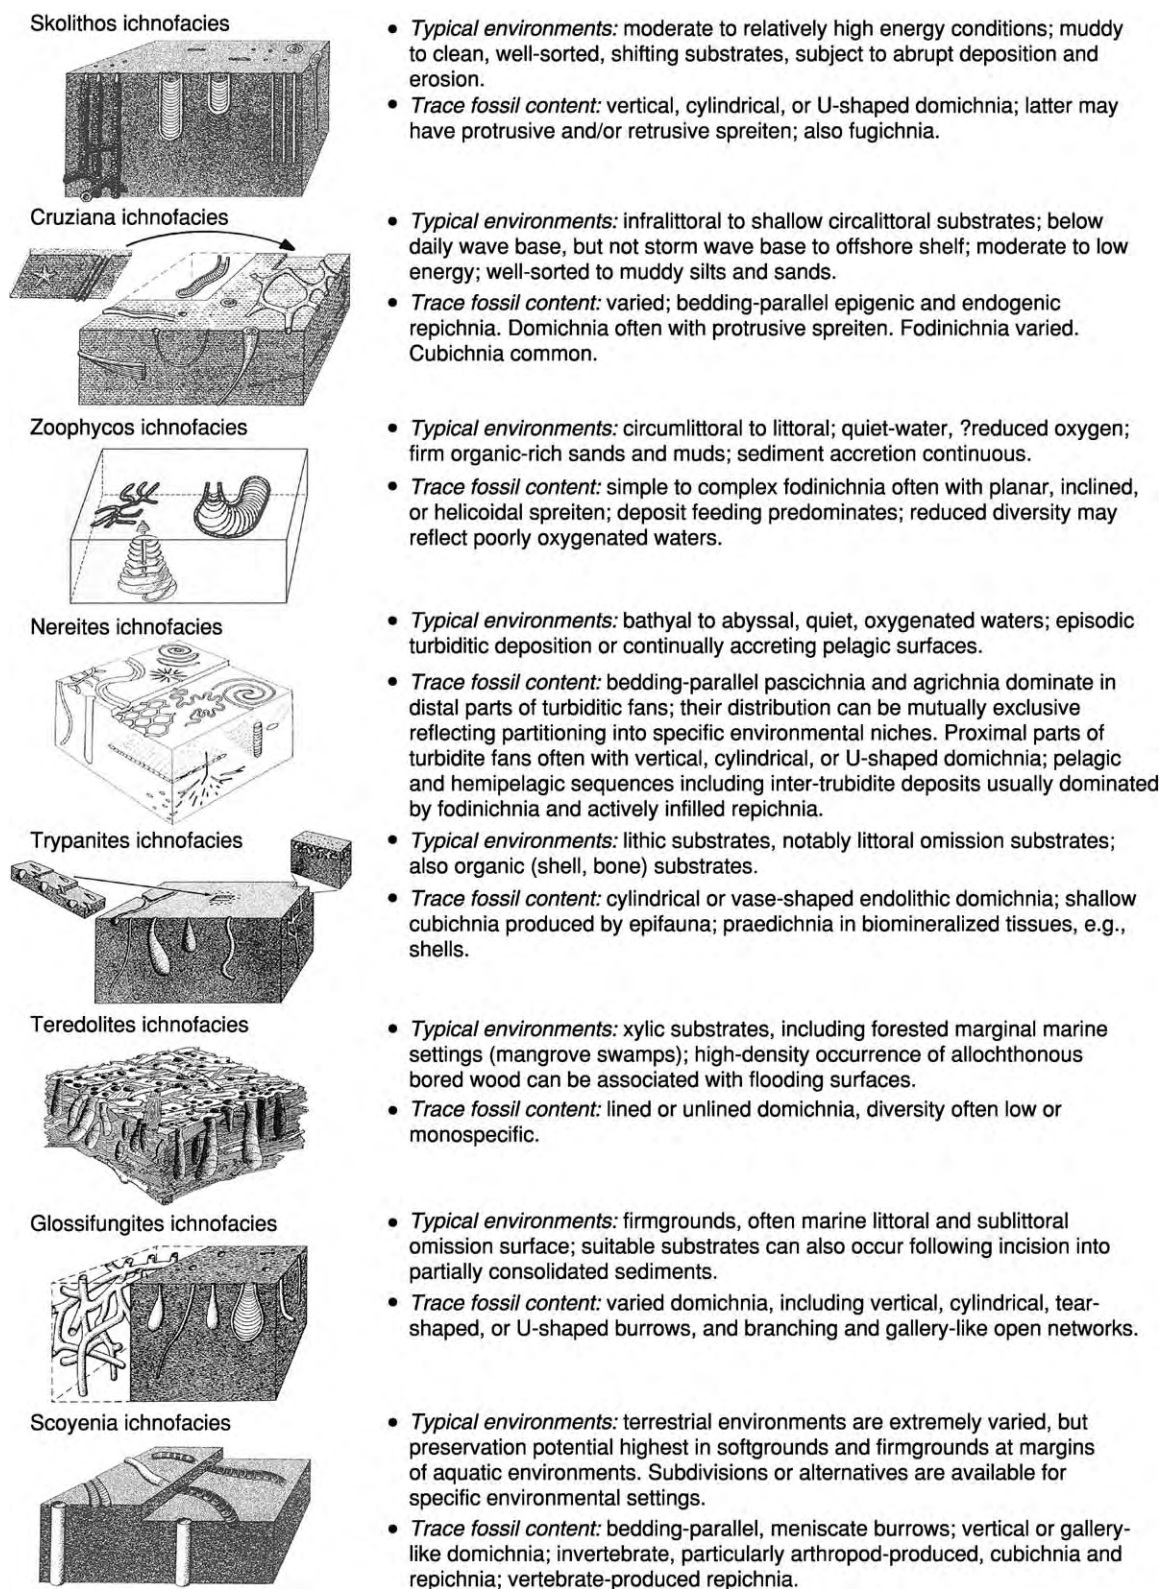 Skolithos ichnofacies
• Typical environments: moderate to relatively high energy conditions; muddy
to clean, well-sorted, shifting substrates, subject to abrupt deposition and
erosion.
• Trace fossil content: vertical, cylindrical, or U-shaped domichnia; latter may
have protrusive and/or retrusive spreiten; also fugichnia.
Cruziana ichnofacies
• Typical environments: infralittoral to shallow circalittoral substrates; below
daily wave base, but not storm wave base to offshore shelf; moderate to low
energy; well-sorted to muddy silts and sands.
• Trace fossil content: varied; bedding-parallel epigenic and endogenic
repichnia. Domichnia often with protrusive spreiten. Fodinichnia varied.
Cubichnia common.
Zoophycos ichnofacies
• Typical environments: circumlittoral to littoral; quiet-water, ?reduced oxygen;
firm organic-rich sands and muds; sediment accretion continuous.
• Trace fossil content: simple to complex fodinichnia often with planar, inclined,
or helicoidal spreiten; deposit feeding predominates; reduced diversity may
reflect poorly oxygenated waters.
Nereites ichnofacies
• Typical environments: bathyal to abyssal, quiet, oxygenated waters; episodic
turbiditic deposition or continually accreting pelagic surfaces.
• Trace fossil content: bedding-parallel pascichnia and agrichnia dominate in
distal parts of turbiditic fans; their distribution can be mutually exclusive
reflecting partitioning into specific environmental niches. Proximal parts of
turbidite fans often with vertical, cylindrical, or U-shaped domichnia; pelagic
and hemipelagic sequences including inter-trubidite deposits usually dominated
by fodinichnia and actively infilled repichnia.
Trypanites ichnofacies
• Typical environments: lithic substrates, notably littoral omission substrates;
also organic (shell, bone) substrates.
• Trace fossil content: cylindrical or vase-shaped endolithic domichnia; shallow
cubichnia produced by epifauna; praedichnia in biomineralized tissues, e.g.,
shells.
Teredolites ichnofacies
• Typical environments: xylic substrates, including forested marginal marine
settings (mangrove swamps); high-density occurrence of allochthonous
bored wood can be associated with flooding surfaces.
• Trace fossil content: lined or unlined domichnia, diversity often low or
monospecific.
Glossifungites ichnofacies
• Typical environments: firmgrounds, often marine littoral and sublittoral
omission surface; suitable substrates can also occur following incision into
partially consolidated sediments.
• Trace fossil content: varied domichnia, including vertical, cylindrical, tear-
shaped, or U-shaped burrows, and branching and gallery-like open networks.
Scoyenia ichnofacies
• Typical environments: terrestrial environments are extremely varied, but
preservation potential highest in softgrounds and firmgrounds at margins
of aquatic environments. Subdivisions or alternatives are available for
specific environmental settings.
• Trace fossil content: bedding-parallel, meniscate burrows; vertical or gallery-
like domichnia; invertebrate, particularly arthropod-produced, cubichnia and
repichnia; vertebrate-produced repichnia.